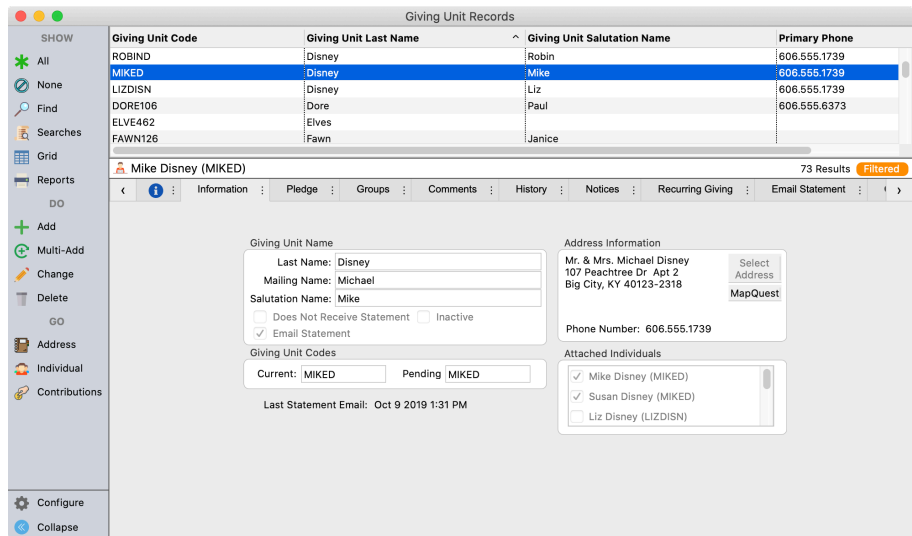 Giving Unit Records
SHOW
All
None
Find
Searches
Grid
Reports
DO
Add
Multi-Add
Change
Delete
GO
Address
Individual
Contributions
Configure
Collapse
Giving Unit Code Giving Unit Last Name Giving Unit Salutation Name Primary Phone
ROBIND Disney Robin 606.555.1739
MIKED Disney Mike 606.555.1739
LIZDISN Disney Liz 606.555.1739
DORE106 Dore Paul 606.555.6373
ELVE462 Elves
FAWN126 Fawn Janice
Mike Disney (MIKED) 73 Results Filtered
Information Pledge Groups Comments History Notices Recurring Giving Email Statement
Giving Unit Name
Last Name: Disney
Mailing Name: Michael
Salutation Name: Mike
Does Not Receive Statement Inactive
Email Statement
Giving Unit Codes
Current: MIKED Pending MIKED
Last Statement Email: Oct 9 2019 1:31 PM
Address Information
Mr. & Mrs. Michael Disney
107 Peachtree Dr Apt 2
Big City, KY 40123-2318
Select
Address
MapQuest
Phone Number: 606.555.1739
Attached Individuals
Mike Disney (MIKED)
Susan Disney (MIKED)
Liz Disney (LIZDISN)